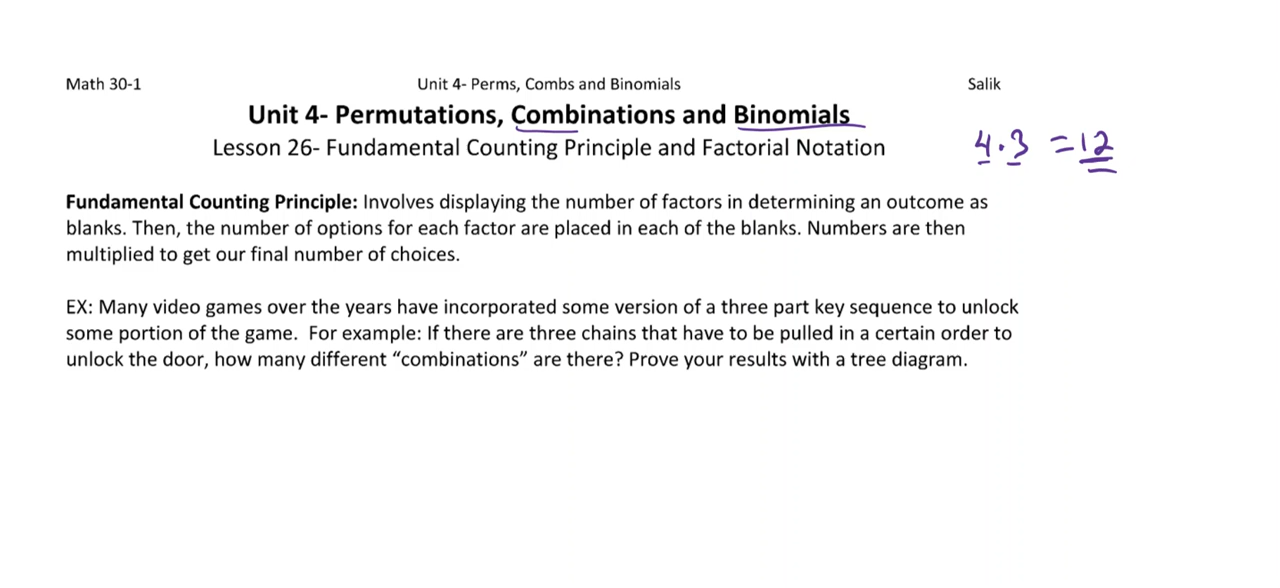 Math 30-1 Unit 4- Perms, Combs and Binomials Salik
Unit 4- Permutations, Combinations and Binomials
Lesson 26- Fundamental Counting Principle and Factorial Notation
4 · 3 = 12
Fundamental Counting Principle: Involves displaying the number of factors in determining an outcome as
blanks. Then, the number of options for each factor are placed in each of the blanks. Numbers are then
multiplied to get our final number of choices.
EX: Many video games over the years have incorporated some version of a three part key sequence to unlock
some portion of the game. For example: If there are three chains that have to be pulled in a certain order to
unlock the door, how many different “combinations” are there? Prove your results with a tree diagram.